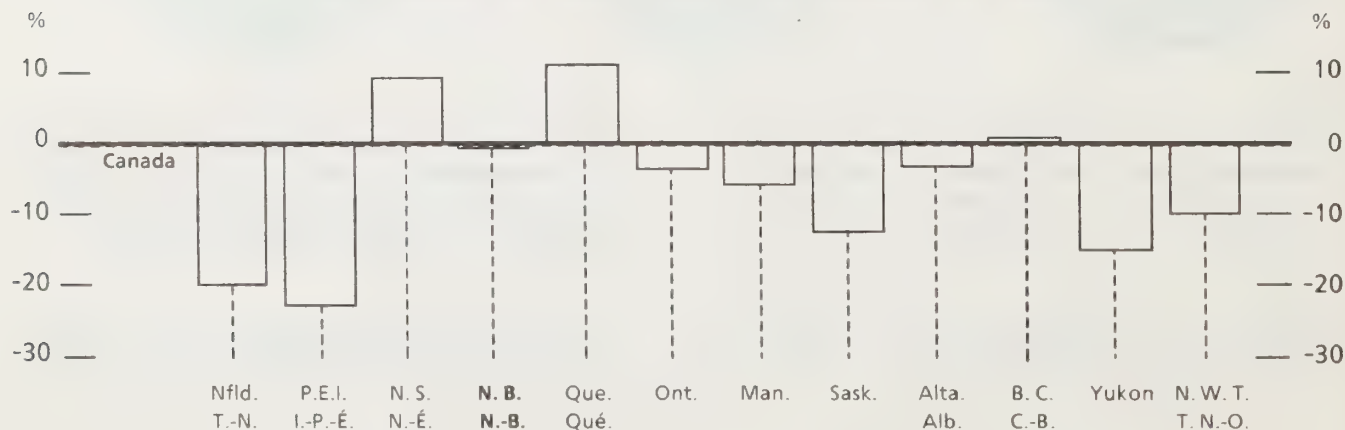 % %
10 10
0 0
Canada
-10 -10
-20 -20
-30 -30
Nfld. P.E.I. N. S. N. B. Que. Ont. Man. Sask. Alta. B. C. Yukon N. W. T.
T.-N. I.-P.-É. N.-É. N.-B. Qué. Alb. C.-B. T. N.-O.